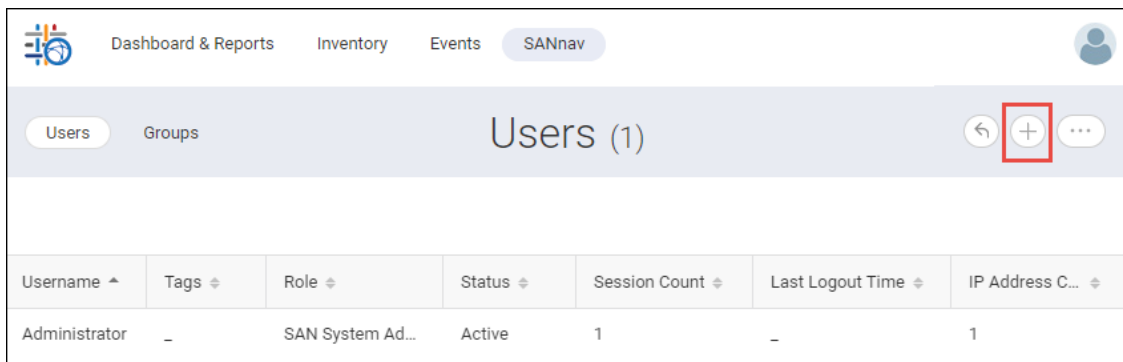 Dashboard & Reports Inventory Events SANnav
Users Groups Users (1)
Username Tags Role Status Session Count Last Logout Time IP Address C...
Administrator _ SAN System Ad... Active 1 _ 1